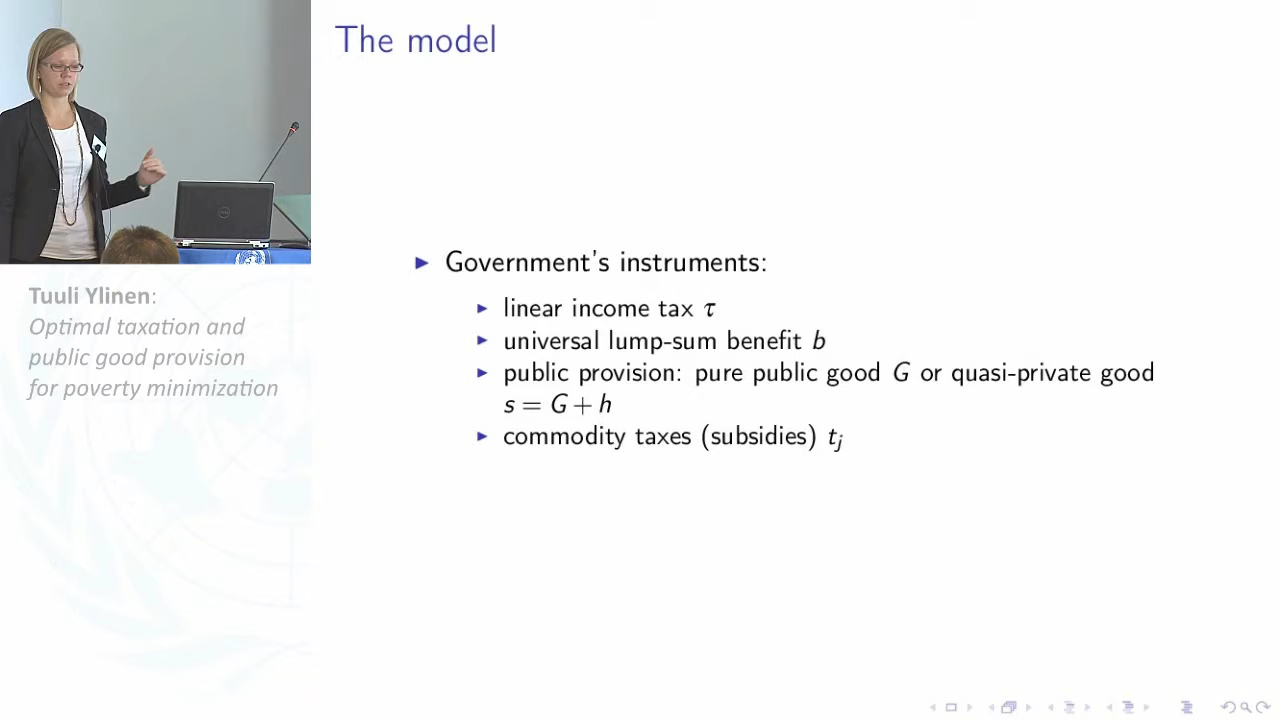 The model
Government's instruments:
linear income tax τ
universal lump-sum benefit b
public provision: pure public good G or quasi-private good
s = G + h
commodity taxes (subsidies) t_j
Tuuli Ylinen:
Optimal taxation and
public good provision
for poverty minimization